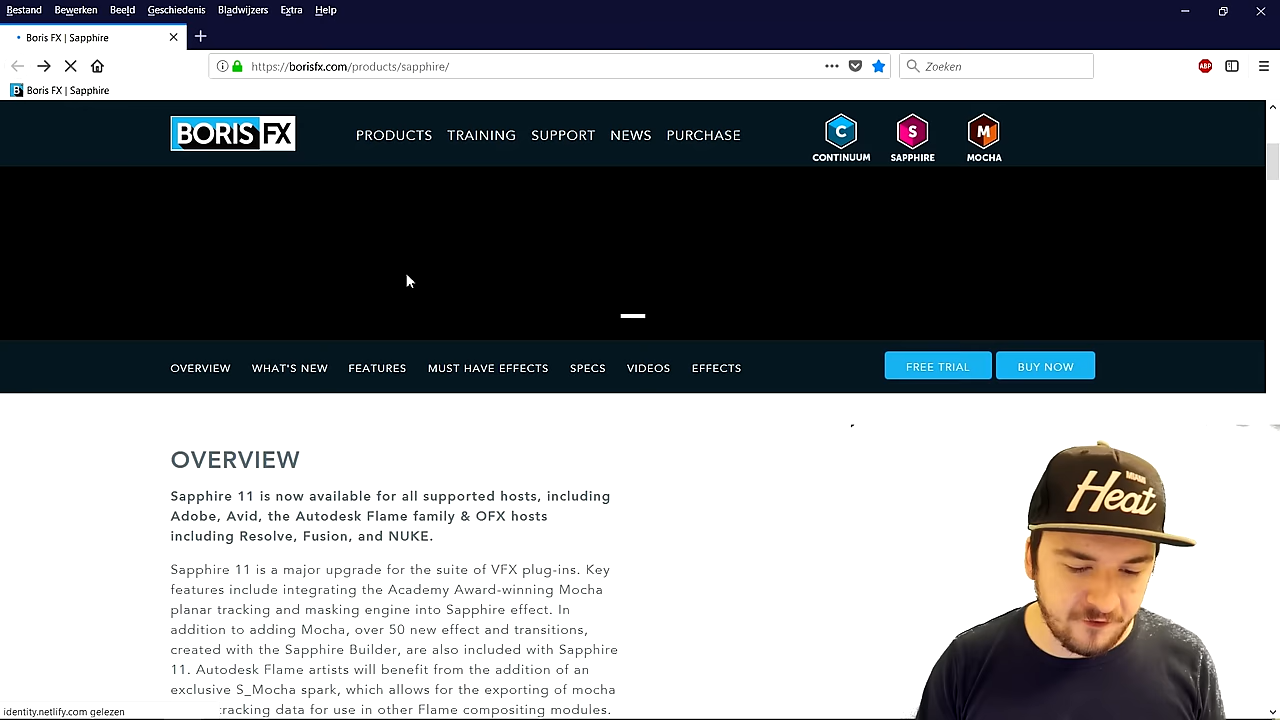 Bestand Bewerken Beeld Geschiedenis Bladwijzers Extra Help
Boris FX | Sapphire
https://borisfx.com/products/sapphire/
Zoeken
ABP
Boris FX | Sapphire
BORIS FX
PRODUCTS TRAINING SUPPORT NEWS PURCHASE
C S M
CONTINUUM SAPPHIRE MOCHA
OVERVIEW WHAT'S NEW FEATURES MUST HAVE EFFECTS SPECS VIDEOS EFFECTS
FREE TRIAL BUY NOW
OVERVIEW
Sapphire 11 is now available for all supported hosts, including
Adobe, Avid, the Autodesk Flame family & OFX hosts
including Resolve, Fusion, and NUKE.
Sapphire 11 is a major upgrade for the suite of VFX plug-ins. Key
features include integrating the Academy Award-winning Mocha
planar tracking and masking engine into Sapphire effect. In
addition to adding Mocha, over 50 new effect and transitions,
created with the Sapphire Builder, are also included with Sapphire
11. Autodesk Flame artists will benefit from the addition of an
exclusive S_Mocha spark, which allows for the exporting of mocha
tracking data for use in other Flame compositing modules.
identity.netlify.com gelezen
MIAMI
Heat